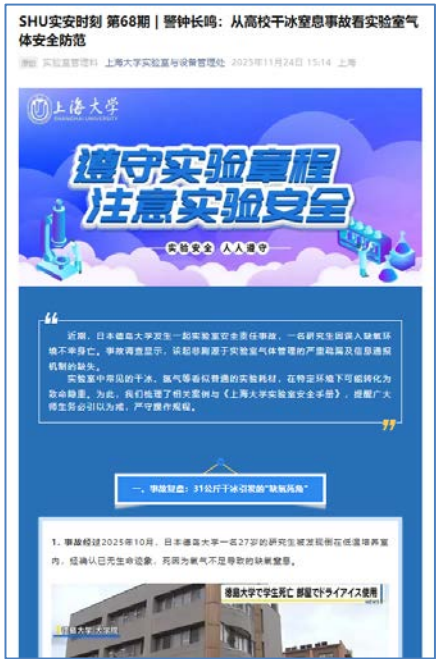 SHU实安时刻 第68期 | 警钟长鸣：从高校干冰窒息事故看实验室气
体安全防范
原创 实验室管理科 上海大学实验室与设备管理处 2025年11月24日 15:14 上海
上海大学
SHANGHAI UNIVERSITY
遵守实验章程
注意实验安全
实验安全 人人遵守
近期，日本德岛大学发生一起实验室安全责任事故，一名研究生因误入缺氧环
境不幸身亡。事故调查显示，该起悲剧源于实验室气体管理的严重疏漏及信息通报
机制的缺失。
实验室中常见的干冰、氮气等看似普通的实验耗材，在特定环境下可能转化为
致命隐患。为此，我们梳理了相关案例与《上海大学实验室安全手册》，提醒广大
师生务必引以为戒，严守操作规程。
一、事故复盘：31公斤干冰引发的“缺氧死角”
1、事故经过2025年10月，日本德岛大学一名27岁的研究生被发现倒在低温培养室
内，经确认已无生命迹象，死因为氧气不足导致的缺氧窒息。
徳島大学で学生死亡 部屋でドライアイス使用
NEWS
徳島大学大学院